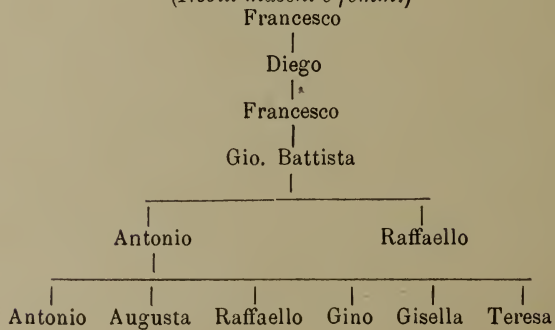 Francesco
Diego
Francesco
Gio. Battista
Antonio Raffaello
Antonio Augusta Raffaello Gino Gisella Teresa